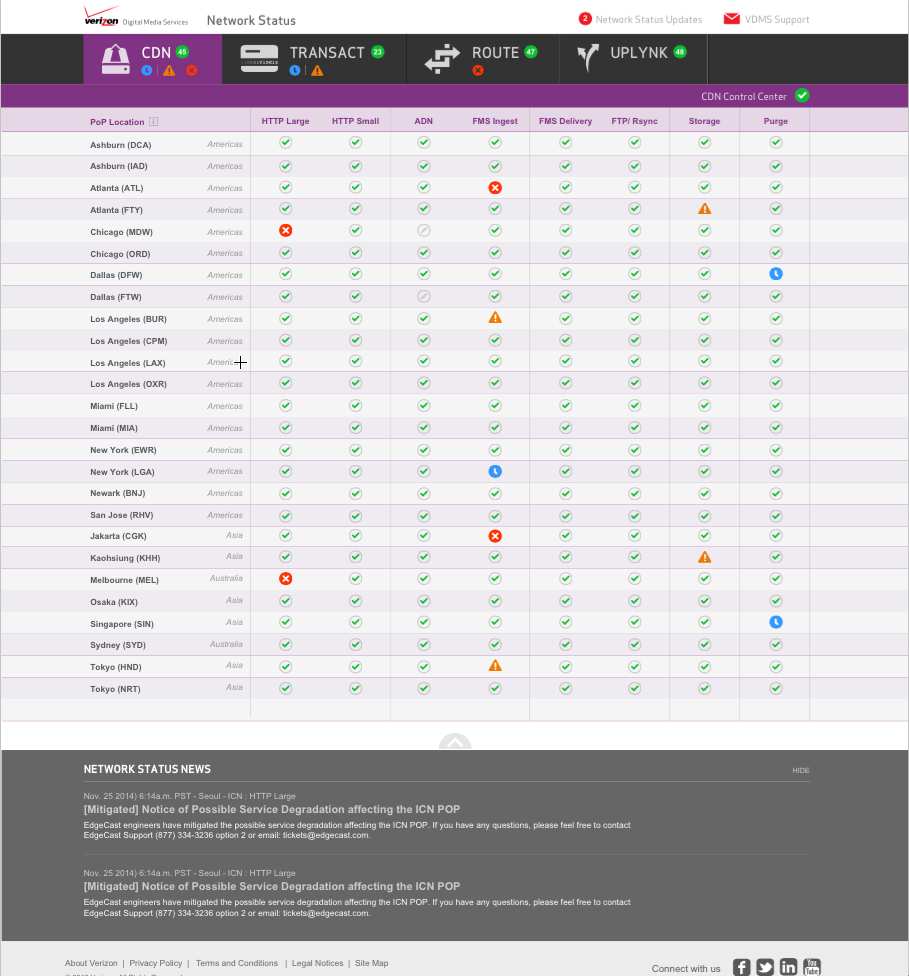 verizon Digital Media Services Network Status 2 Network Status Updates VDMS Support
CDN 45 TRANSACT 23 ROUTE 47 UPLYNK 48
CDN Control Center
PoP Location HTTP Large HTTP Small ADN FMS Ingest FMS Delivery FTP/ Rsync Storage Purge
Ashburn (DCA) Americas
Ashburn (IAD) Americas
Atlanta (ATL) Americas
Atlanta (FTY) Americas
Chicago (MDW) Americas
Chicago (ORD) Americas
Dallas (DFW) Americas
Dallas (FTW) Americas
Los Angeles (BUR) Americas
Los Angeles (CPM) Americas
Los Angeles (LAX) Americ
Los Angeles (OXR) Americas
Miami (FLL) Americas
Miami (MIA) Americas
New York (EWR) Americas
New York (LGA) Americas
Newark (BNJ) Americas
San Jose (RHV) Americas
Jakarta (CGK) Asia
Kaohsiung (KHH) Asia
Melbourne (MEL) Australia
Osaka (KIX) Asia
Singapore (SIN) Asia
Sydney (SYD) Australia
Tokyo (HND) Asia
Tokyo (NRT) Asia
NETWORK STATUS NEWS HIDE
Nov. 25 2014) 6:14a.m. PST - Seoul - ICN : HTTP Large
[Mitigated] Notice of Possible Service Degradation affecting the ICN POP
EdgeCast engineers have mitigated the possible service degradation affecting the ICN POP. If you have any questions, please feel free to contact
EdgeCast Support (877) 334-3236 option 2 or email: tickets@edgecast.com.
Nov. 25 2014) 6:14a.m. PST - Seoul - ICN : HTTP Large
[Mitigated] Notice of Possible Service Degradation affecting the ICN POP
EdgeCast engineers have mitigated the possible service degradation affecting the ICN POP. If you have any questions, please feel free to contact
EdgeCast Support (877) 334-3236 option 2 or email: tickets@edgecast.com.
About Verizon | Privacy Policy | Terms and Conditions | Legal Notices | Site Map
Connect with us f in You Tube